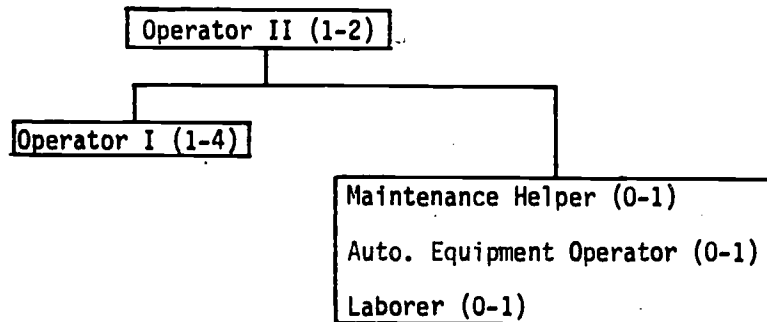 Operator II (1-2)
Operator I (1-4)
Maintenance Helper (0-1)
Auto. Equipment Operator (0-1)
Laborer (0-1)